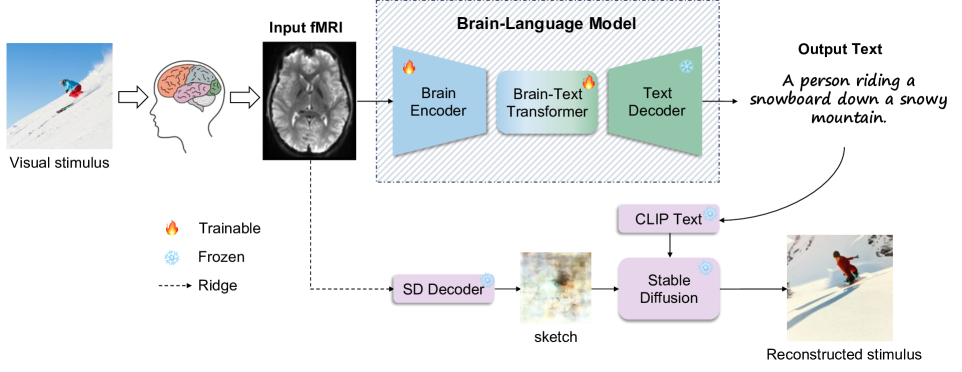 Brain-Language Model
Input fMRI
Output Text
Brain
Encoder
Brain-Text
Transformer
Text
Decoder
A person riding a
snowboard down a snowy
mountain.
Visual stimulus
CLIP Text
Trainable
Frozen
Ridge
SD Decoder
Stable
Diffusion
sketch
Reconstructed stimulus